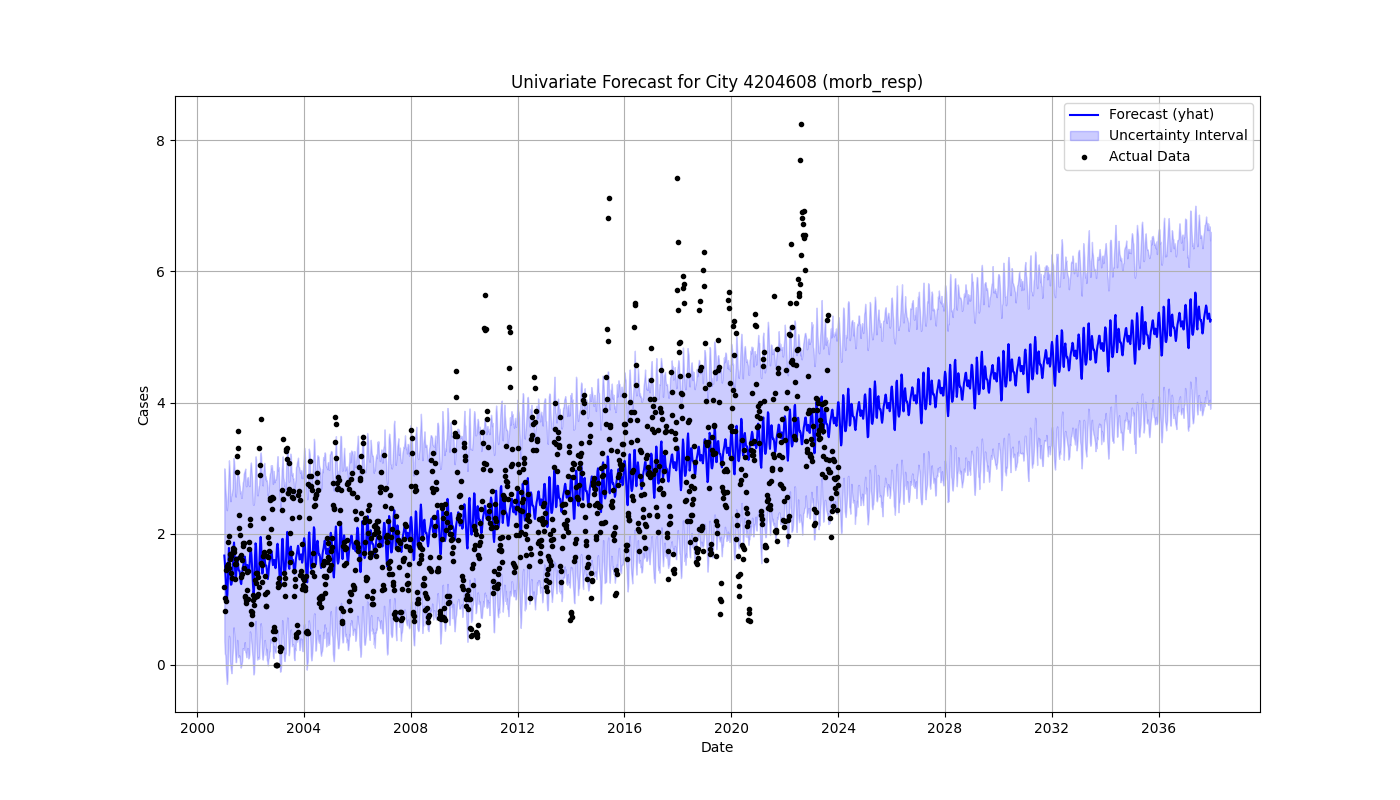 Univariate Forecast for City 4204608 (morb_resp)
Forecast (yhat)
Uncertainty Interval
Actual Data
Cases
8
6
4
2
0
2000 2004 2008 2012 2016 2020 2024 2028 2032 2036
Date